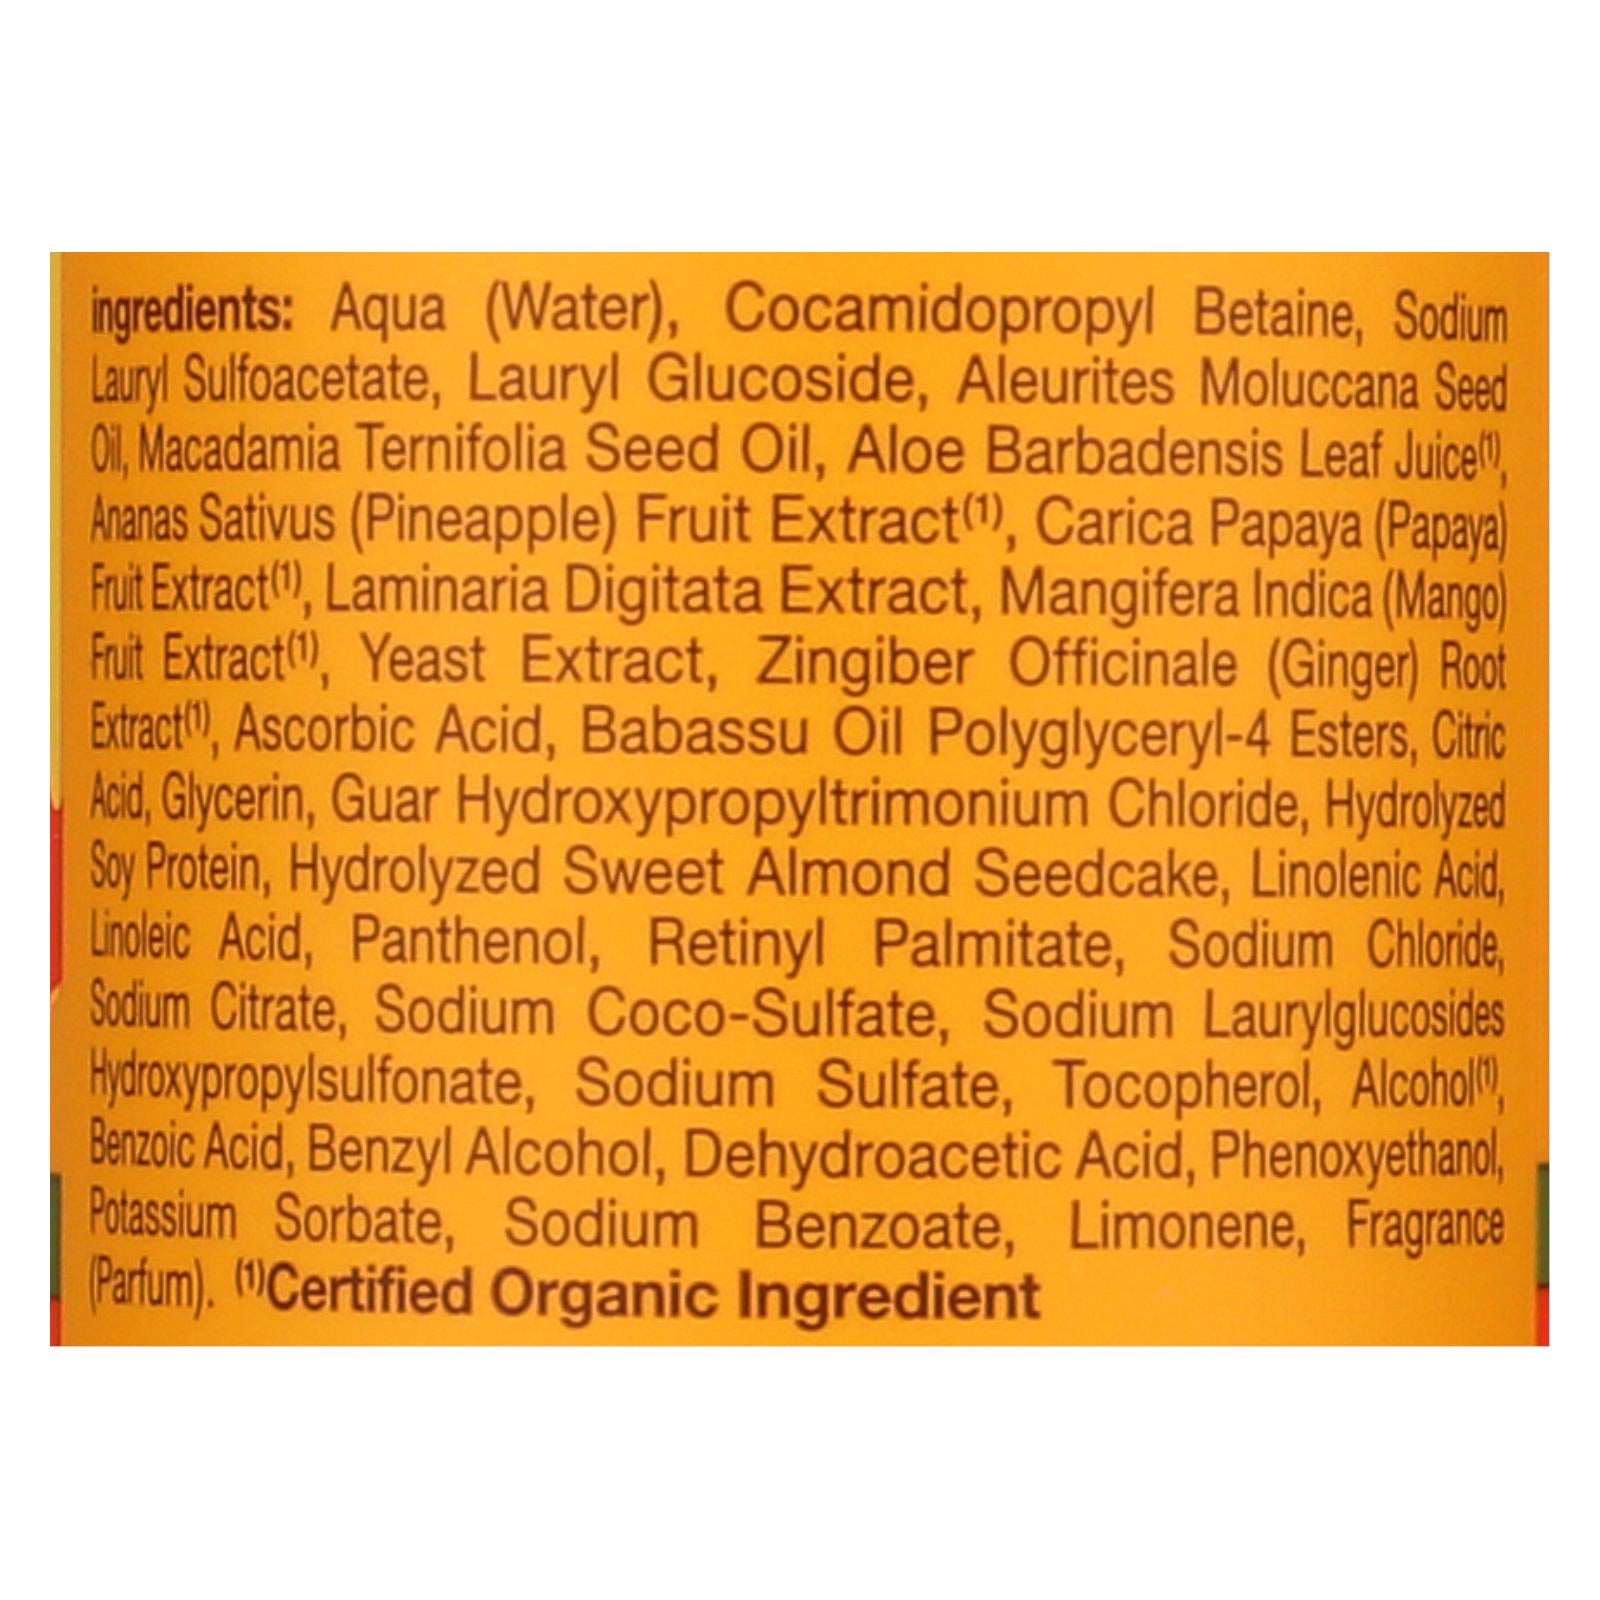 ingredients: Aqua (Water), Cocamidopropyl Betaine, Sodium
Lauryl Sulfoacetate, Lauryl Glucoside, Aleurites Moluccana Seed
Oil, Macadamia Ternifolia Seed Oil, Aloe Barbadensis Leaf Juice(1),
Ananas Sativus (Pineapple) Fruit Extract(1), Carica Papaya (Papaya)
Fruit Extract(1), Laminaria Digitata Extract, Mangifera Indica (Mango)
Fruit Extract(1), Yeast Extract, Zingiber Officinale (Ginger) Root
Extract(1), Ascorbic Acid, Babassu Oil Polyglyceryl-4 Esters, Citric
Acid, Glycerin, Guar Hydroxypropyltrimonium Chloride, Hydrolyzed
Soy Protein, Hydrolyzed Sweet Almond Seedcake, Linolenic Acid,
Linoleic Acid, Panthenol, Retinyl Palmitate, Sodium Chloride,
Sodium Citrate, Sodium Coco-Sulfate, Sodium Laurylglucosides
Hydroxypropylsulfonate, Sodium Sulfate, Tocopherol, Alcohol(1),
Benzoic Acid, Benzyl Alcohol, Dehydroacetic Acid, Phenoxyethanol,
Potassium Sorbate, Sodium Benzoate, Limonene, Fragrance
(Parfum). (1)Certified Organic Ingredient